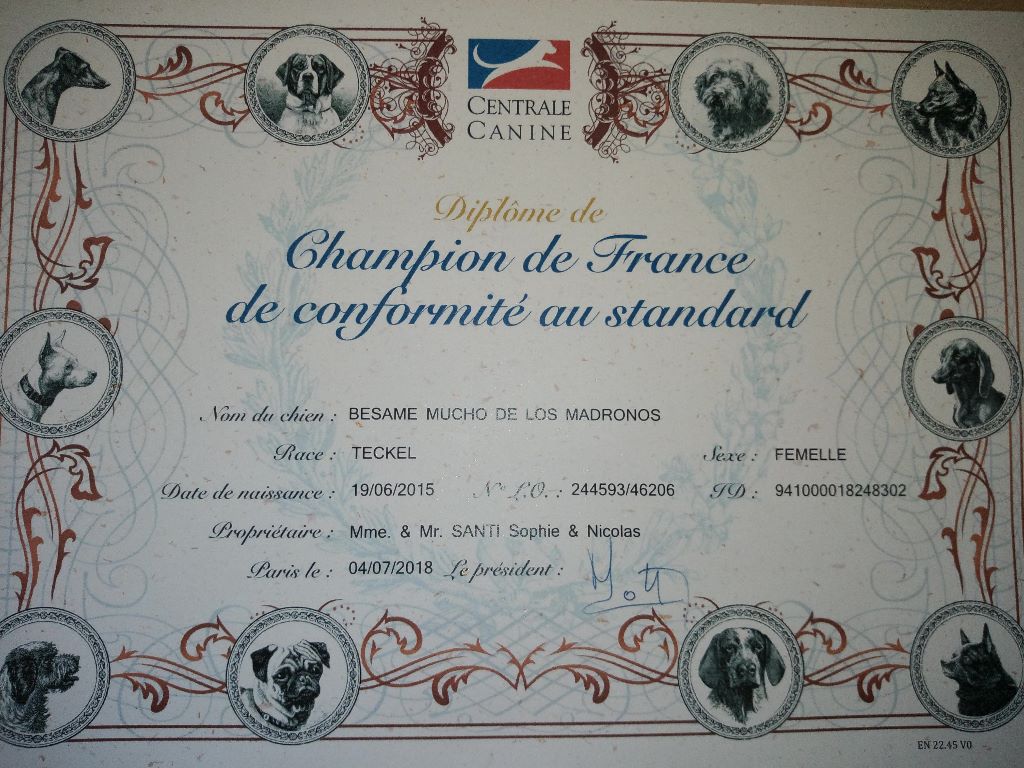 CENTRALE
CANINE
Diplôme de
Champion de France
de conformité au standard
Nom du chien : BESAME MUCHO DE LOS MADRONOS
Race : TECKEL Sexe : FEMELLE
Date de naissance : 19/06/2015 N° L.O. : 244593/46206 ID : 941000018248302
Propriétaire : Mme. & Mr. SANTI Sophie & Nicolas
Paris le : 04/07/2018 Le président :
EN 22.45 V0